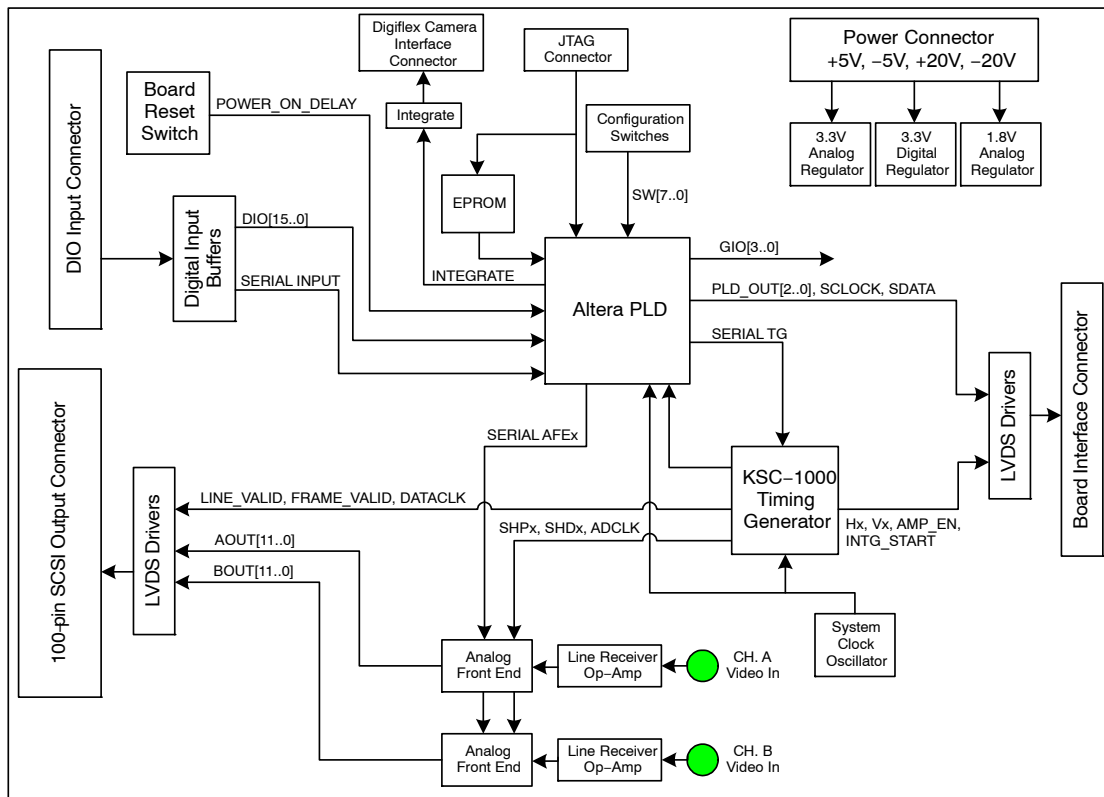 Digiflex Camera
Interface
Connector
JTAG
Connector
Power Connector
+5V, −5V, +20V, −20V
Board
Reset
Switch
POWER_ON_DELAY
Integrate
Configuration
Switches
3.3V
Analog
Regulator
3.3V
Digital
Regulator
1.8V
Analog
Regulator
DIO Input Connector
EPROM
SW[7..0]
Digital Input
Buffers
DIO[15..0]
SERIAL INPUT
INTEGRATE
Altera PLD
GIO[3..0]
PLD_OUT[2..0], SCLOCK, SDATA
SERIAL TG
LVDS Drivers
Board Interface Connector
100-pin SCSI Output Connector
SERIAL AFEx
KSC−1000
Timing
Generator
LVDS Drivers
LINE_VALID, FRAME_VALID, DATACLK
SHPx, SHDx, ADCLK
Hx, Vx, AMP_EN,
INTG_START
AOUT[11..0]
BOUT[11..0]
System
Clock
Oscillator
Analog
Front End
Line Receiver
Op−Amp
CH. A
Video In
Analog
Front End
Line Receiver
Op−Amp
CH. B
Video In